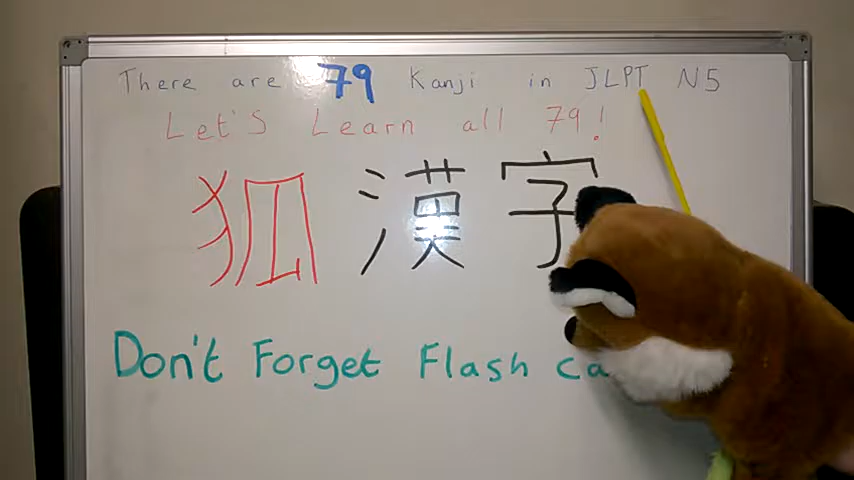 There are 79 Kanji in JLPT N5
Let's Learn all 79!
狐 漢字
Don't Forget Flash ca